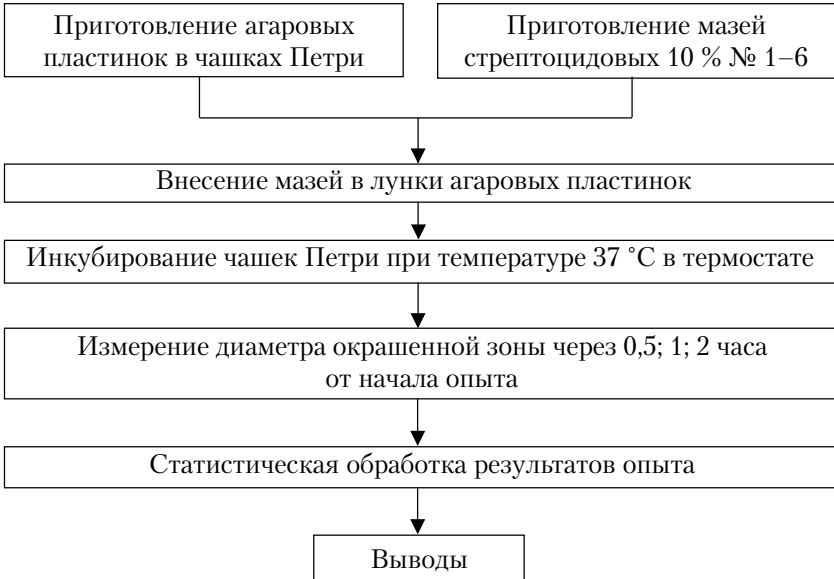 Приготовление агаровых
пластинок в чашках Петри
Приготовление мазей
стрептоцидовых 10 % № 1–6
Внесение мазей в лунки агаровых пластинок
Инкубирование чашек Петри при температуре 37 °С в термостате
Измерение диаметра окрашенной зоны через 0,5; 1; 2 часа
от начала опыта
Статистическая обработка результатов опыта
Выводы